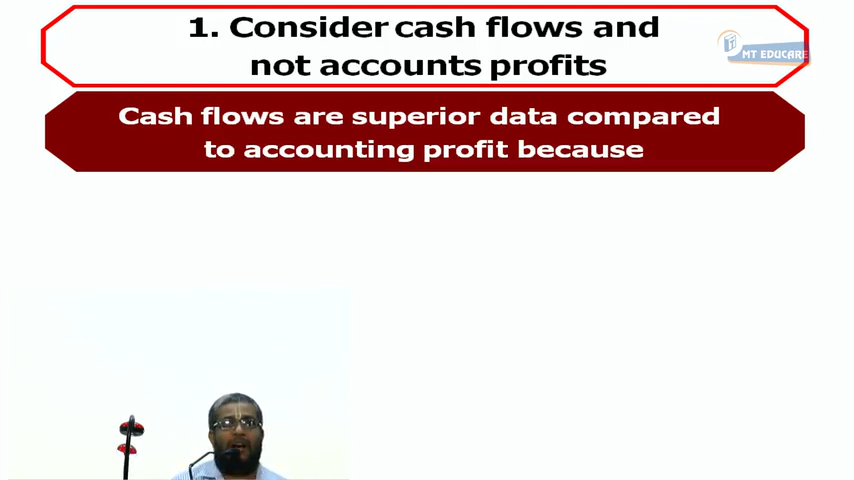 1. Consider cash flows and
not accounts profits
MT EDUCARE
Cash flows are superior data compared
to accounting profit because